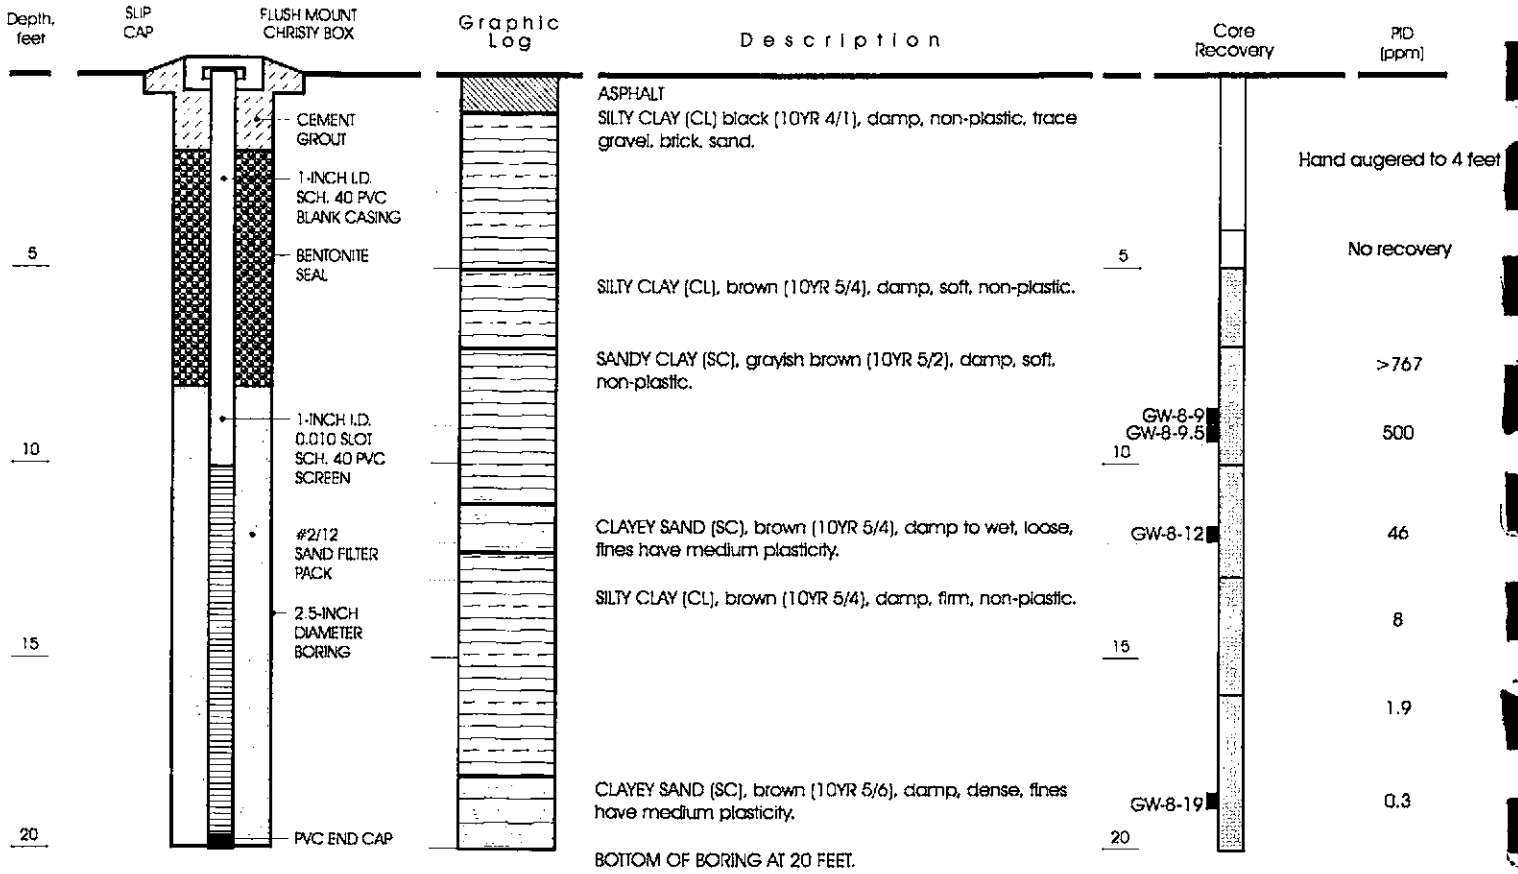 Depth, feet
SLIP CAP
FLUSH MOUNT CHRISTY BOX
Graphic Log
Description
Core Recovery
PID (ppm)
CEMENT GROUT
1-INCH I.D. SCH. 40 PVC BLANK CASING
BENTONITE SEAL
1-INCH I.D. 0.010 SLOT SCH. 40 PVC SCREEN
#2/12 SAND FILTER PACK
2.5-INCH DIAMETER BORING
PVC END CAP
5
10
15
20
ASPHALT
SILTY CLAY (CL) black (10YR 4/1), damp, non-plastic, trace
gravel, brick, sand.
SILTY CLAY (CL), brown (10YR 5/4), damp, soft, non-plastic.
SANDY CLAY (SC), grayish brown (10YR 5/2), damp, soft,
non-plastic.
CLAYEY SAND (SC), brown (10YR 5/4), damp to wet, loose,
fines have medium plasticity.
SILTY CLAY (CL), brown (10YR 5/4), damp, firm, non-plastic.
CLAYEY SAND (SC), brown (10YR 5/6), damp, dense, fines
have medium plasticity.
BOTTOM OF BORING AT 20 FEET.
5
10
15
20
GW-8-9
GW-8-9.5
GW-8-12
GW-8-19
Hand augered to 4 feet
No recovery
>767
500
46
8
1.9
0.3